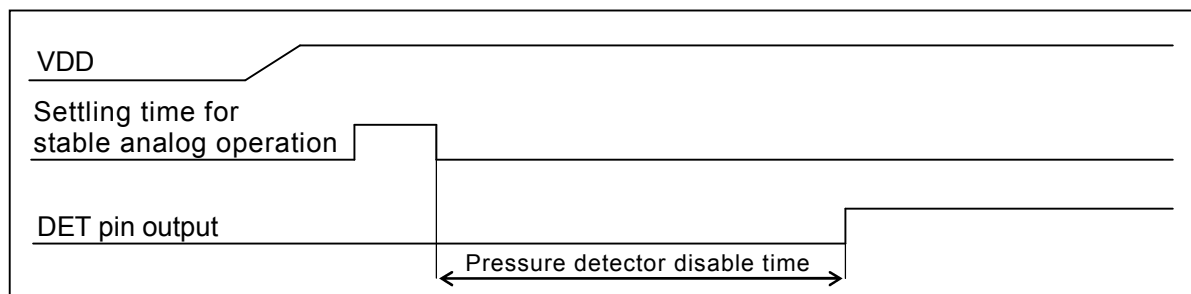 VDD
Settling time for
stable analog operation
DET pin output
Pressure detector disable time